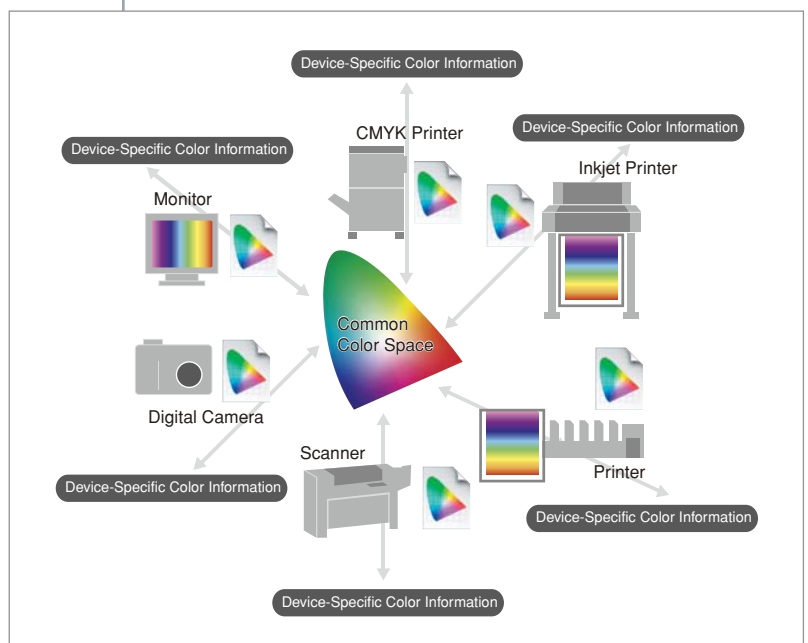 Device-Specific Color Information
CMYK Printer
Device-Specific Color Information
Inkjet Printer
Device-Specific Color Information
Monitor
Common
Color Space
Digital Camera
Scanner
Printer
Device-Specific Color Information
Device-Specific Color Information
Device-Specific Color Information